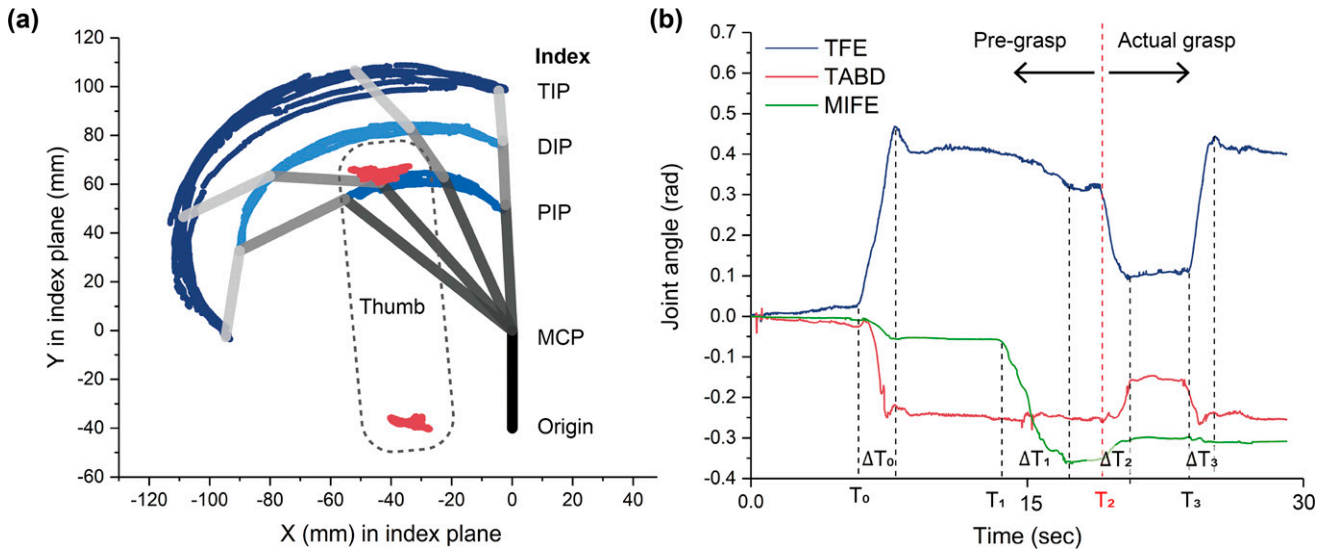 (a)
120
100
80
60
40
20
0
-20
-40
-60
Y in index plane (mm)
-120
-100
-80
-60
-40
-20
0
20
40
X (mm) in index plane
Index
TIP
DIP
PIP
MCP
Origin
Thumb
(b)
TFE
TABD
MIFE
Pre-grasp
Actual grasp
0.7
0.6
0.5
0.4
0.3
0.2
0.1
0.0
-0.1
-0.2
-0.3
-0.4
Joint angle (rad)
ΔT₀
ΔT₁
ΔT₂
ΔT₃
0.0
T₀
T₁
15
T₂
T₃
30
Time (sec)